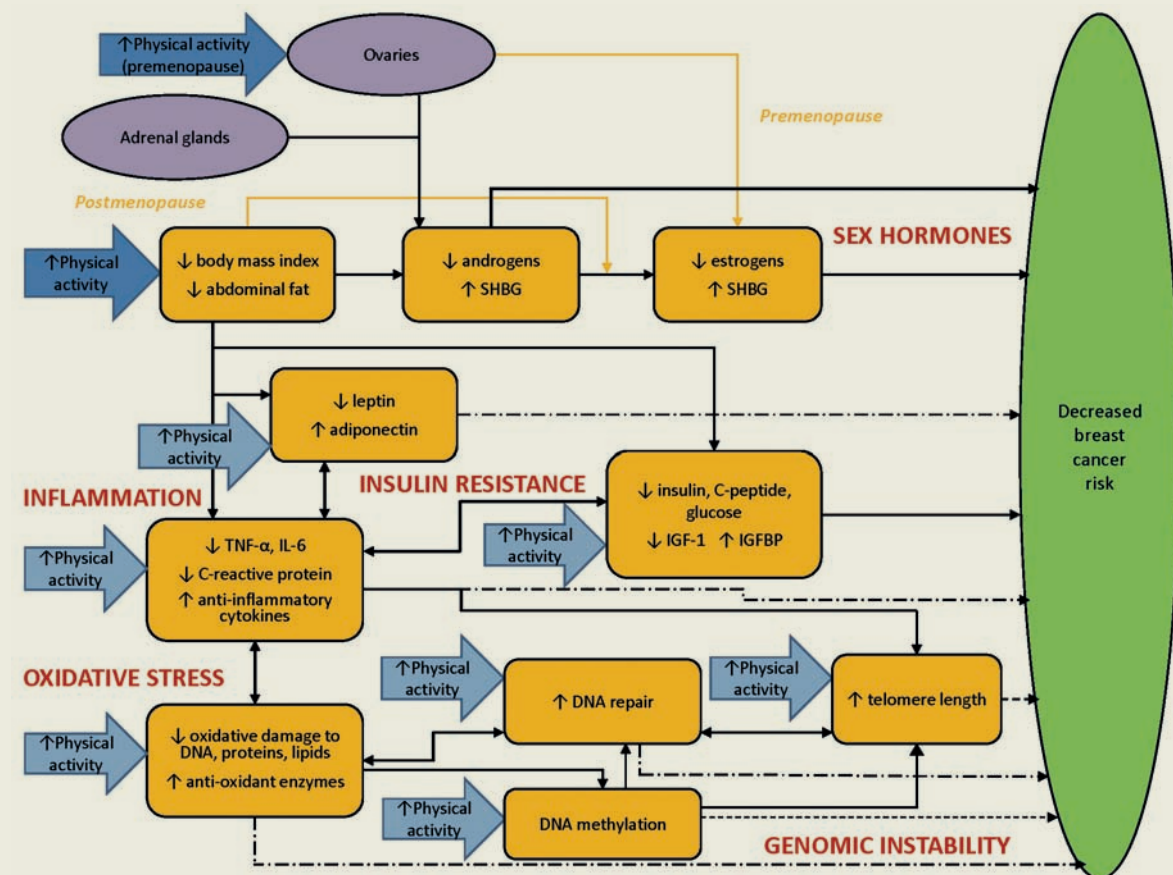 ↑Physical activity
(premenopause)
Ovaries
Adrenal glands
Premenopause
Postmenopause
↑Physical
activity
↓ body mass index
↓ abdominal fat
↓ androgens
↑ SHBG
↓ estrogens
↑ SHBG
SEX HORMONES
↓ leptin
↑ adiponectin
↑Physical
activity
Decreased
breast
cancer
risk
INFLAMMATION
INSULIN RESISTANCE
↓ insulin, C-peptide,
glucose
↓ IGF-1 ↑ IGFBP
↑Physical
activity
↑Physical
activity
↓ TNF-α, IL-6
↓ C-reactive protein
↑ anti-inflammatory
cytokines
OXIDATIVE STRESS
↑Physical
activity
↑ DNA repair
↑Physical
activity
↑ telomere length
↑Physical
activity
↓ oxidative damage to
DNA, proteins, lipids
↑ anti-oxidant enzymes
↑Physical
activity
DNA methylation
GENOMIC INSTABILITY